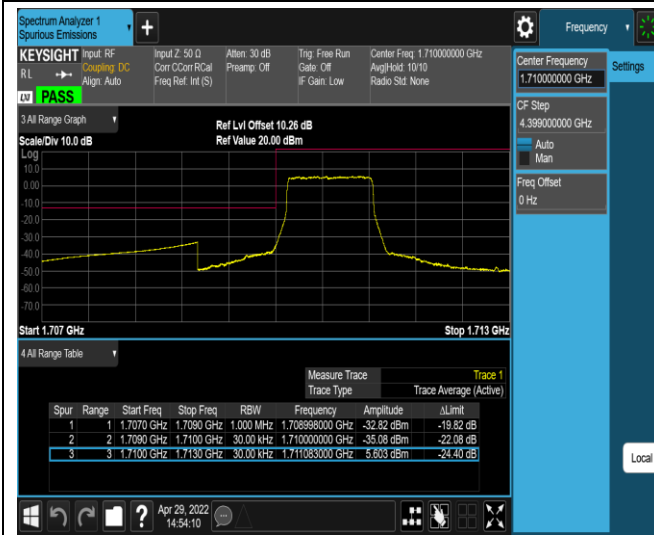 Spectrum Analyzer 1
Spurious Emissions
+
Frequency
KEYSIGHT Input: RF Input Z: 50 Ω Atten: 30 dB Trig: Free Run Center Freq: 1.710000000 GHz
RL Coupling: DC Corr CCorr RCal Preamp: Off Gate: Off Avg|Hold: 10/10
Align: Auto Freq Ref: Int (S) IF Gain: Low Radio Std: None
LXI PASS
Center Frequency
1.710000000 GHz
Settings
CF Step
4.399000000 GHz
Auto
Man
Freq Offset
0 Hz
3 All Range Graph
Ref Lvl Offset 10.26 dB
Scale/Div 10.0 dB Ref Value 20.00 dBm
Log
10.0
0.00
-10.0
-20.0
-30.0
-40.0
-50.0
-60.0
-70.0
Start 1.707 GHz Stop 1.713 GHz
4 All Range Table
Measure Trace Trace 1
Trace Type Trace Average (Active)
Spur Range Start Freq Stop Freq RBW Frequency Amplitude ΔLimit
1 1 1.7070 GHz 1.7090 GHz 1.000 MHz 1.708998000 GHz -32.82 dBm -19.82 dB
2 2 1.7090 GHz 1.7100 GHz 30.00 kHz 1.710000000 GHz -35.08 dBm -22.08 dB
3 3 1.7100 GHz 1.7130 GHz 30.00 kHz 1.711083000 GHz 5.603 dBm -24.40 dB
Local
?
Apr 29, 2022
14:54:10